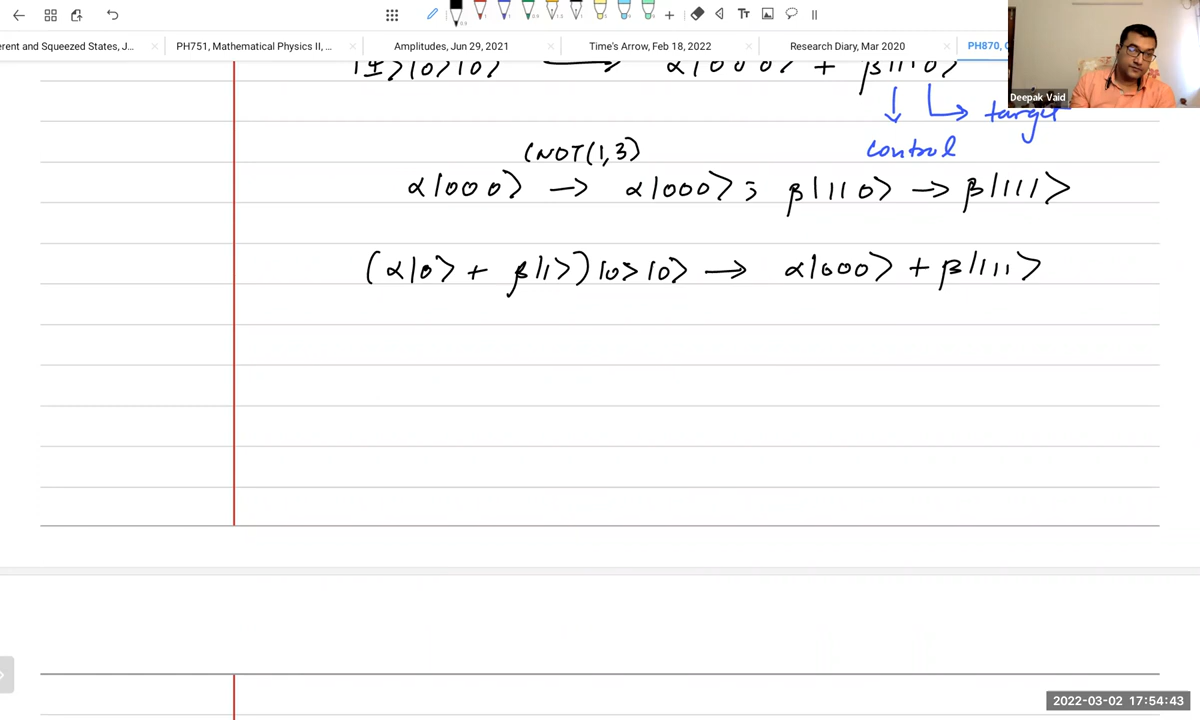 erent and Squeezed States, J... PH751, Mathematical Physics II, ... Amplitudes, Jun 29, 2021 Time's Arrow, Feb 18, 2022 Research Diary, Mar 2020 PH870,
Deepak Vaid
|Ψ>|0>|0> → α|000> + β|110>
target
control
CNOT(1,3)
α|000> → α|000> ; β|110> → β|111>
(α|0> + β|1>)|0>|0> → α|000> + β|111>
2022-03-02 17:54:43